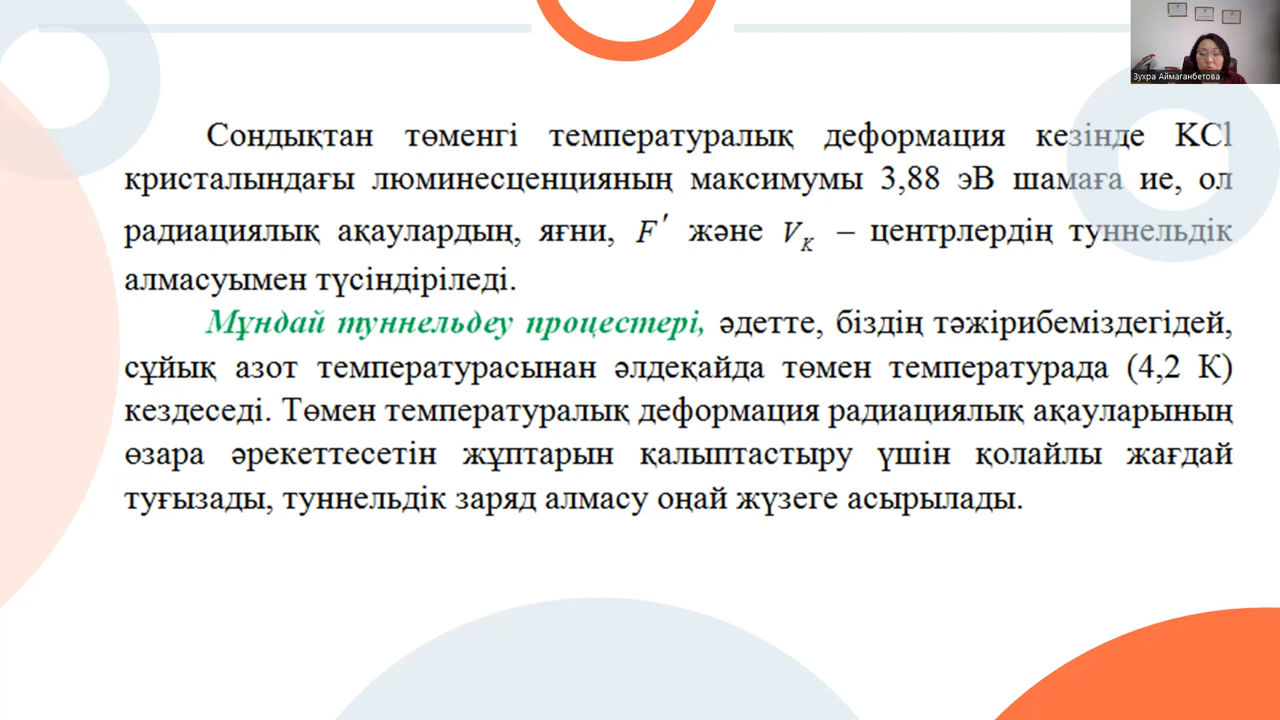 Зухра Аймаганбетова
Сондықтан төменгі температуралық деформация кезінде KCl
кристалындағы люминесценцияның максимумы 3,88 эВ шамаға ие, ол
радиациялық ақаулардың, яғни, F′ және V_K – центрлердің туннельдік
алмасуымен түсіндіріледі.
Мұндай туннельдеу процестері, әдетте, біздің тәжірибеміздегідей,
сұйық азот температурасынан әлдеқайда төмен температурада (4,2 К)
кездеседі. Төмен температуралық деформация радиациялық ақауларының
өзара әрекеттесетін жұптарын қалыптастыру үшін қолайлы жағдай
туғызады, туннельдік заряд алмасу оңай жүзеге асырылады.